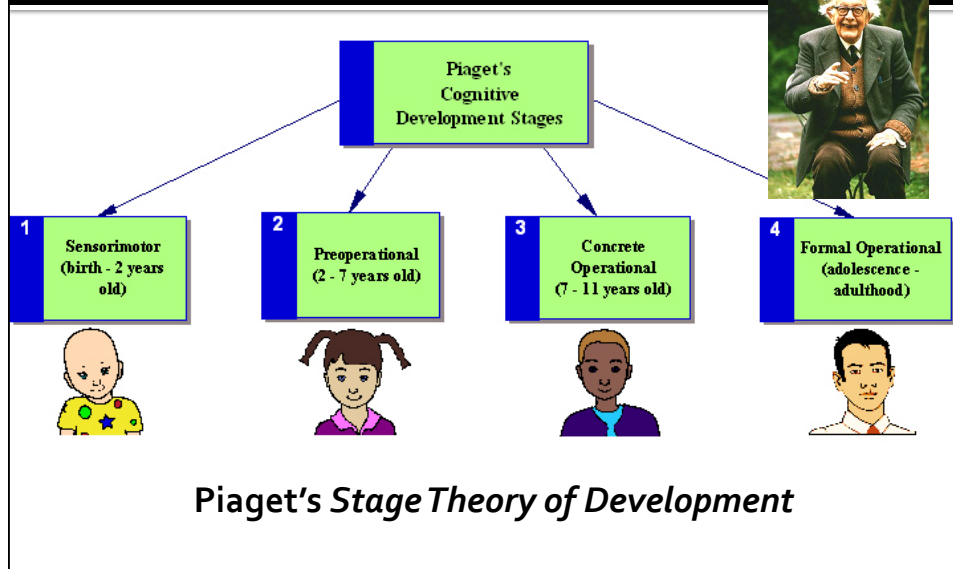 Piaget's
Cognitive
Development Stages
1
Sensorimotor
(birth - 2 years
old)
2
Preoperational
(2 - 7 years old)
3
Concrete
Operational
(7 - 11 years old)
4
Formal Operational
(adolescence -
adulthood)
Piaget’s Stage Theory of Development